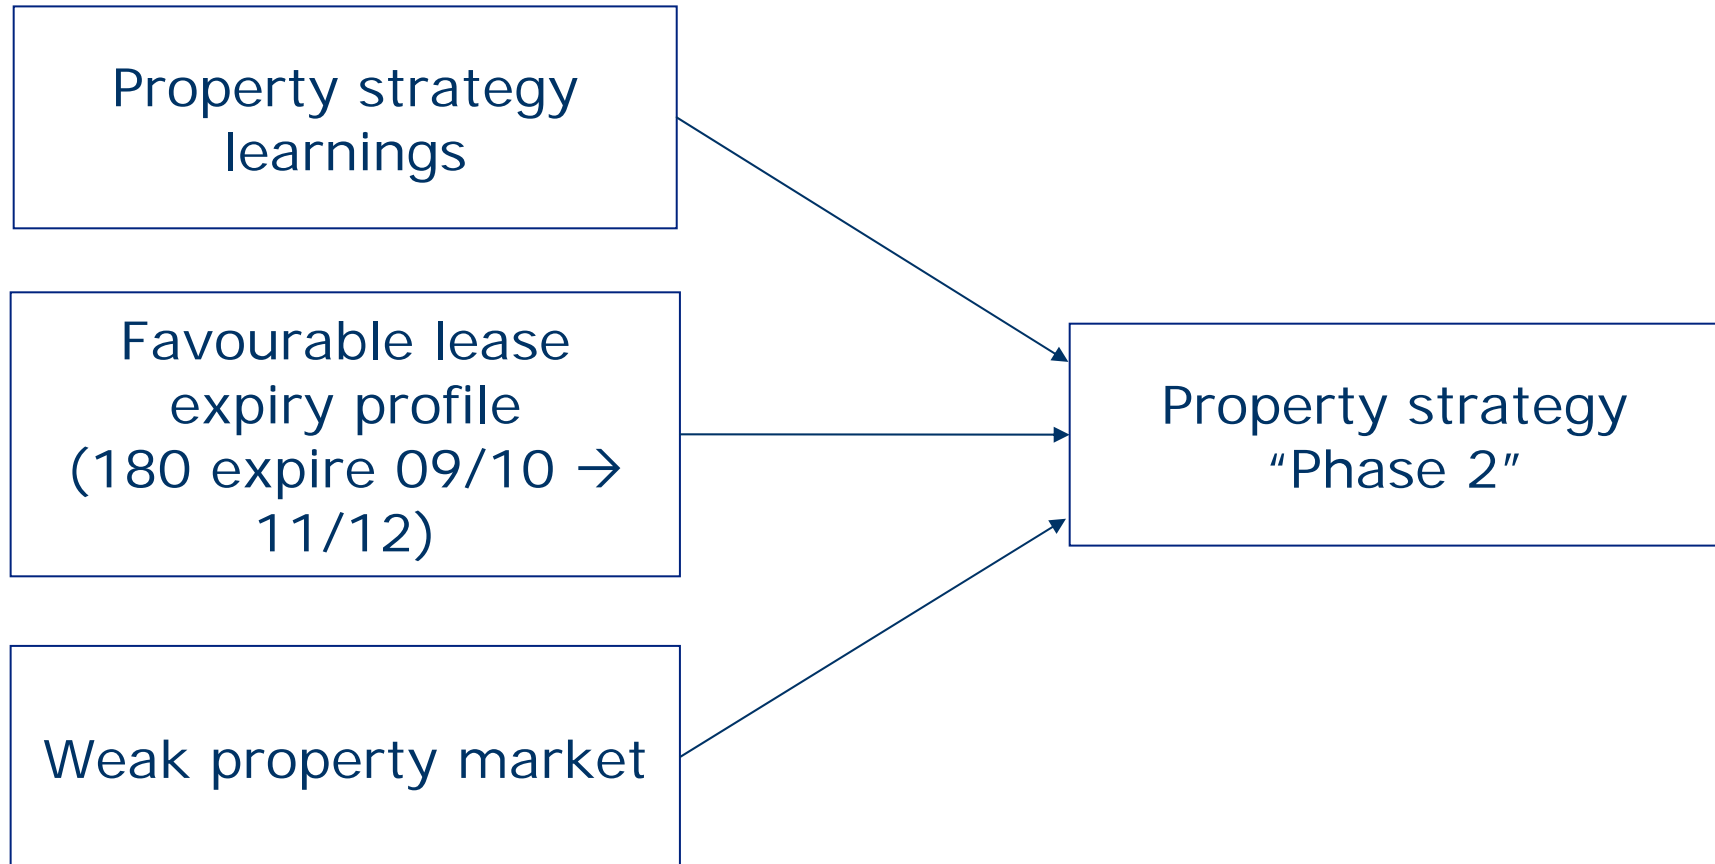 Property strategy
learnings
Favourable lease
expiry profile
(180 expire 09/10 →
11/12)
Weak property market
Property strategy
“Phase 2”